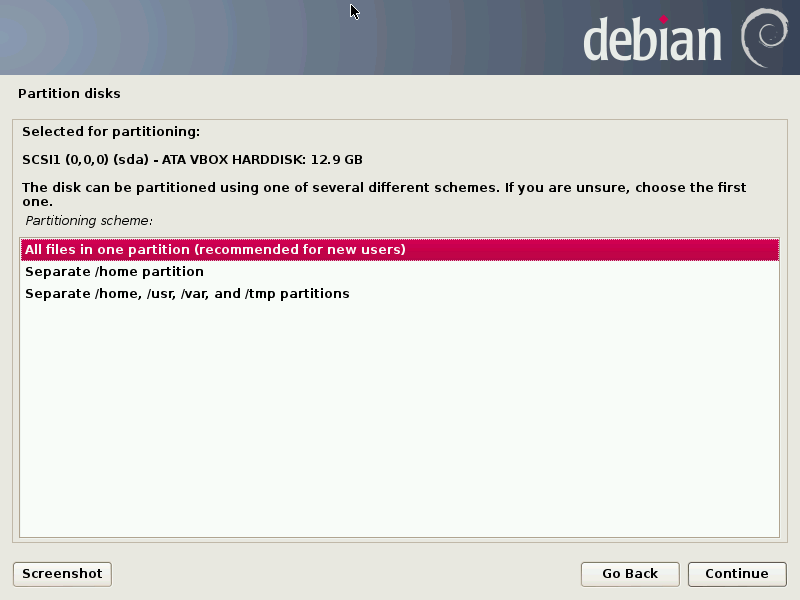 debian
Partition disks
Selected for partitioning:
SCSI1 (0,0,0) (sda) - ATA VBOX HARDDISK: 12.9 GB
The disk can be partitioned using one of several different schemes. If you are unsure, choose the first
one.
Partitioning scheme:
All files in one partition (recommended for new users)
Separate /home partition
Separate /home, /usr, /var, and /tmp partitions
Screenshot
Go Back
Continue